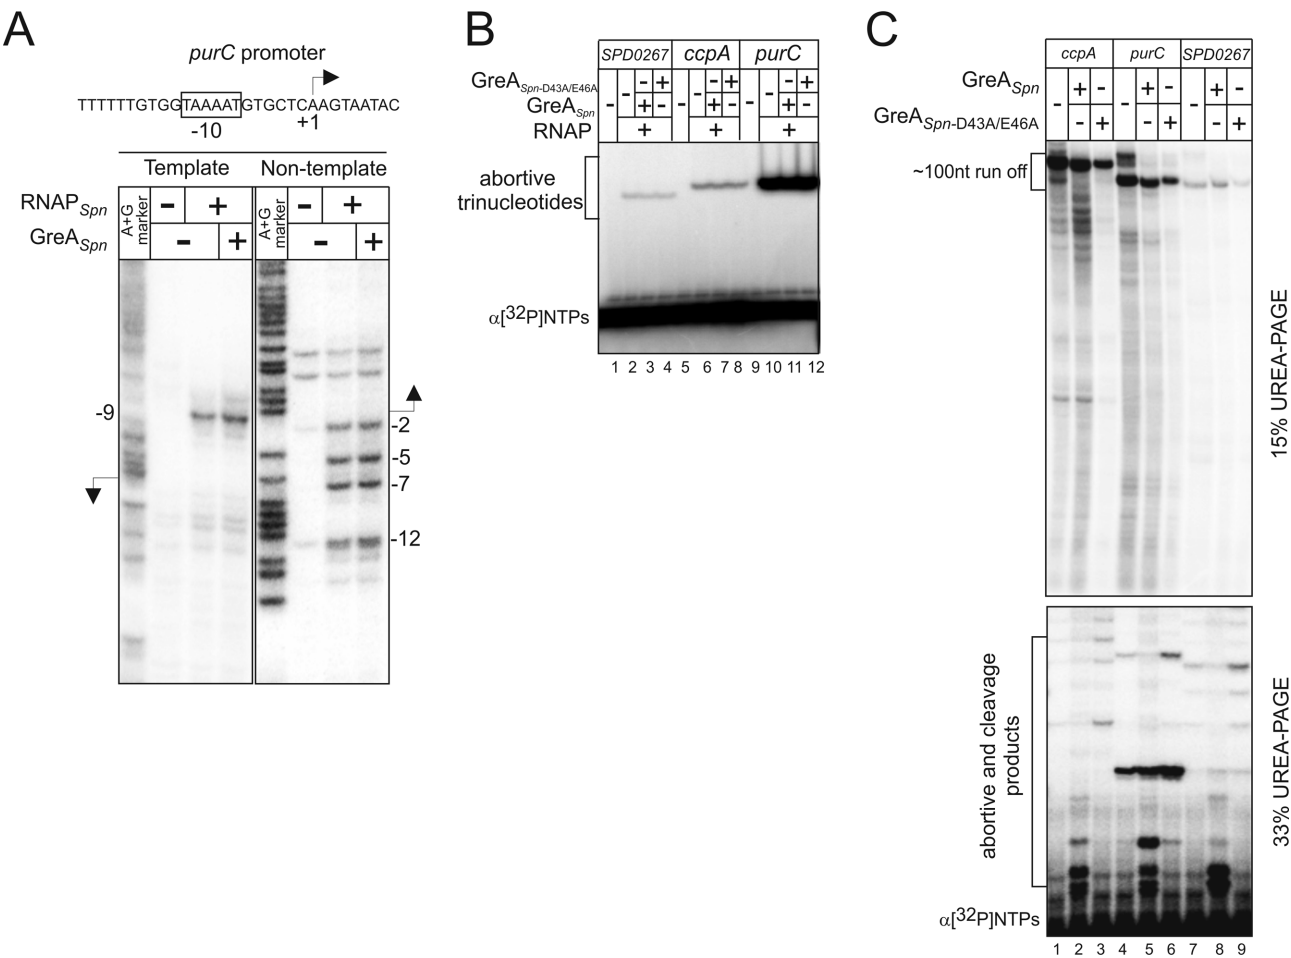 A
purC promoter
TTTTTTGTGGTAAAATGTGCTCAAGTAATAC
-10
+1
Template
Non-template
RNAPSpn
GreASpn
A+G
marker
-
+
-
+
A+G
marker
-
+
-
+
-9
-2
-5
-7
-12
B
SPD0267
ccpA
purC
GreASpn-D43A/E46A
- - - + - - - + - - - +
GreASpn
+ - + - + -
RNAP
+ + +
abortive
trinucleotides
α[32P]NTPs
1 2 3 4 5 6 7 8 9 10 11 12
C
ccpA
purC
SPD0267
GreASpn
- + - - + - - + -
GreASpn-D43A/E46A
- + - + - +
~100nt run off
15% UREA-PAGE
abortive and cleavage
products
33% UREA-PAGE
α[32P]NTPs
1 2 3 4 5 6 7 8 9